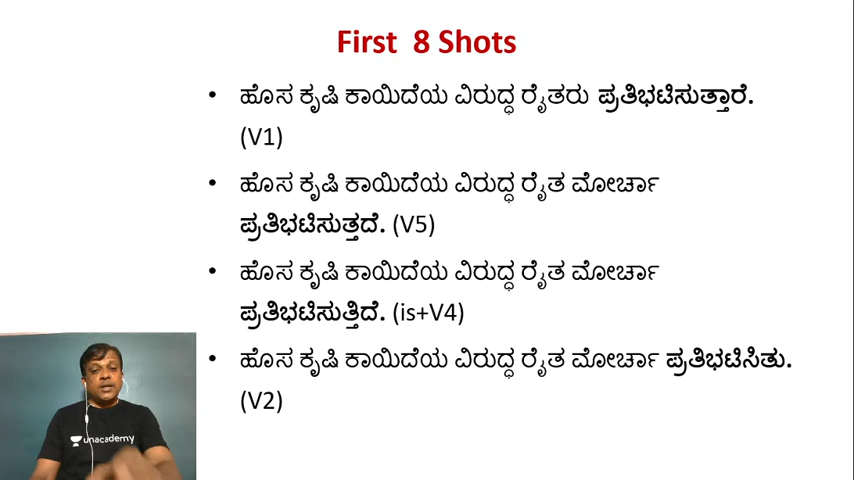 First 8 Shots
• ಹೊಸ ಕೃಷಿ ಕಾಯಿದೆಯ ವಿರುದ್ಧ ರೈತರು ಪ್ರತಿಭಟಿಸುತ್ತಾರೆ.
(V1)
• ಹೊಸ ಕೃಷಿ ಕಾಯಿದೆಯ ವಿರುದ್ಧ ರೈತ ಮೋರ್ಚಾ
ಪ್ರತಿಭಟಿಸುತ್ತದೆ. (V5)
• ಹೊಸ ಕೃಷಿ ಕಾಯಿದೆಯ ವಿರುದ್ಧ ರೈತ ಮೋರ್ಚಾ
ಪ್ರತಿಭಟಿಸುತ್ತಿದೆ. (is+V4)
• ಹೊಸ ಕೃಷಿ ಕಾಯಿದೆಯ ವಿರುದ್ಧ ರೈತ ಮೋರ್ಚಾ ಪ್ರತಿಭಟಿಸಿತು.
(V2)
unacademy